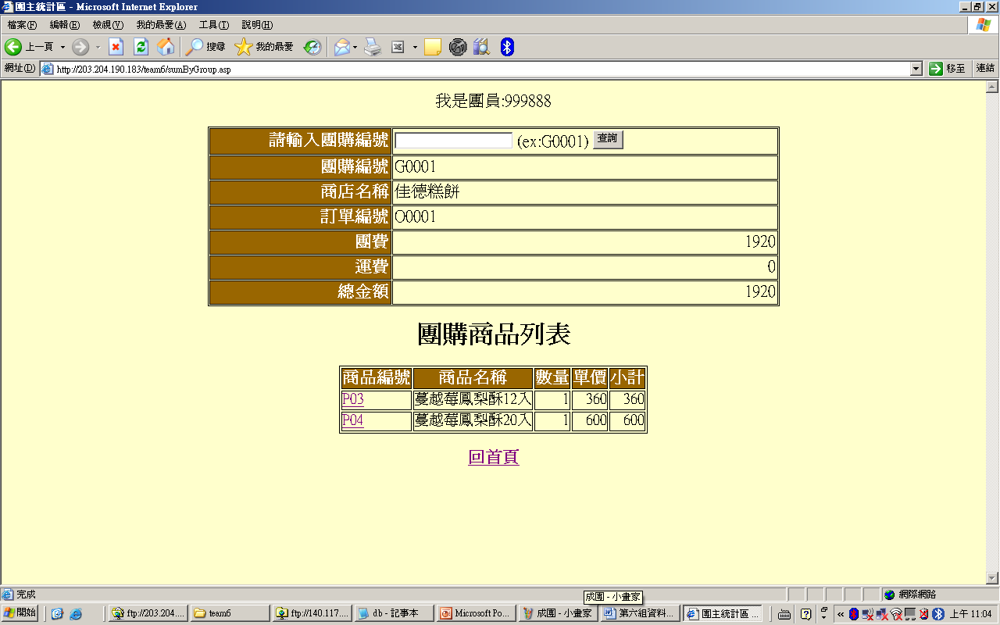 團主統計區 - Microsoft Internet Explorer
檔案(F) 編輯(E) 檢視(V) 我的最愛(A) 工具(T) 說明(H)
上一頁 搜尋 我的最愛
網址(D) http://203.204.190.183/team6/sumByGroup.asp 移至 連結
我是團員:999888
請輸入團購編號 (ex:G0001) 查詢
團購編號 G0001
商店名稱 佳德糕餅
訂單編號 O0001
團費 1920
運費 0
總金額 1920
團購商品列表
商品編號 商品名稱 數量 單價 小計
P03 蔓越莓鳳梨酥12入 1 360 360
P04 蔓越莓鳳梨酥20入 1 600 600
回首頁
完成 網際網路
成團 - 小畫家
開始 ftp://203.204.... team6 ftp://140.117.... db - 記事本 Microsoft Po... 成團 - 小畫家 第六組資料... 團主統計區 ... 上午 11:04